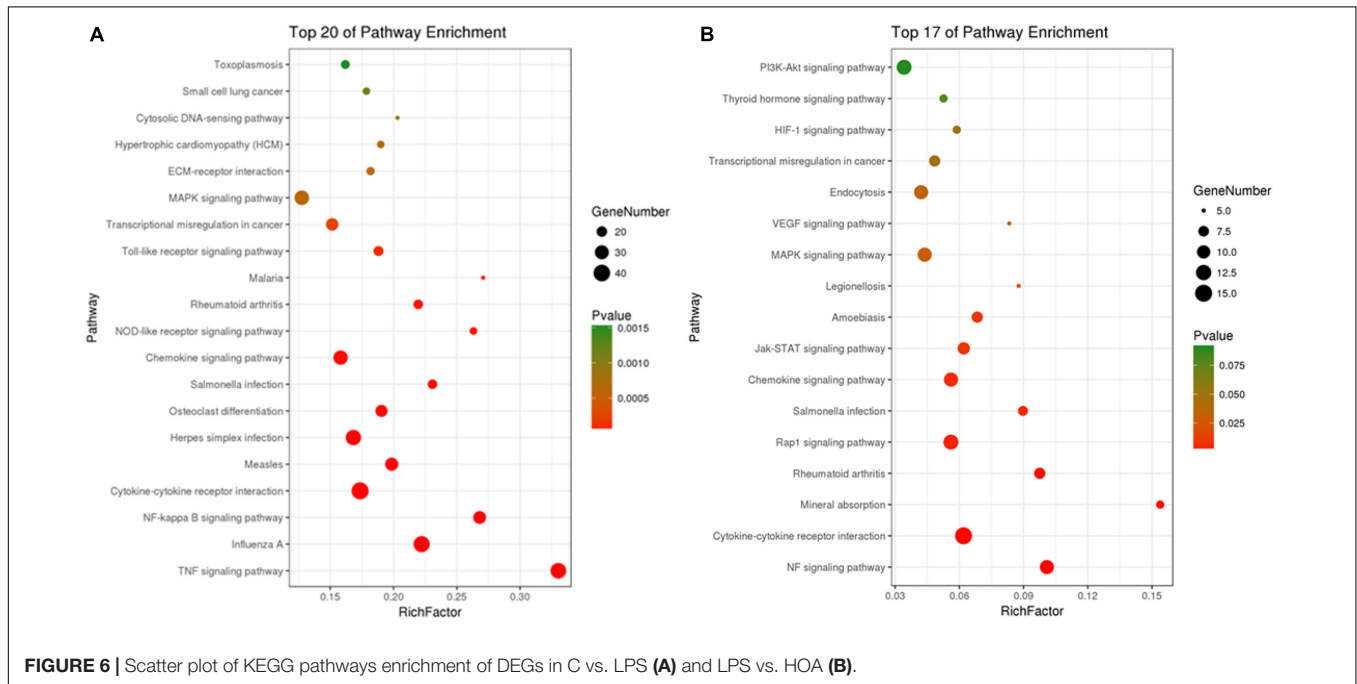 A
Top 20 of Pathway Enrichment
Pathway
Toxoplasmosis
Small cell lung cancer
Cytosolic DNA-sensing pathway
Hypertrophic cardiomyopathy (HCM)
ECM-receptor interaction
MAPK signaling pathway
Transcriptional misregulation in cancer
Toll-like receptor signaling pathway
Malaria
Rheumatoid arthritis
NOD-like receptor signaling pathway
Chemokine signaling pathway
Salmonella infection
Osteoclast differentiation
Herpes simplex infection
Measles
Cytokine-cytokine receptor interaction
NF-kappa B signaling pathway
Influenza A
TNF signaling pathway
0.15 0.20 0.25 0.30
RichFactor
GeneNumber
20
30
40
Pvalue
0.0015
0.0010
0.0005
B
Top 17 of Pathway Enrichment
Pathway
PI3K-Akt signaling pathway
Thyroid hormone signaling pathway
HIF-1 signaling pathway
Transcriptional misregulation in cancer
Endocytosis
VEGF signaling pathway
MAPK signaling pathway
Legionellosis
Amoebiasis
Jak-STAT signaling pathway
Chemokine signaling pathway
Salmonella infection
Rap1 signaling pathway
Rheumatoid arthritis
Mineral absorption
Cytokine-cytokine receptor interaction
NF signaling pathway
0.03 0.06 0.09 0.12 0.15
RichFactor
GeneNumber
5.0
7.5
10.0
12.5
15.0
Pvalue
0.075
0.050
0.025
FIGURE 6 | Scatter plot of KEGG pathways enrichment of DEGs in C vs. LPS (A) and LPS vs. HOA (B).